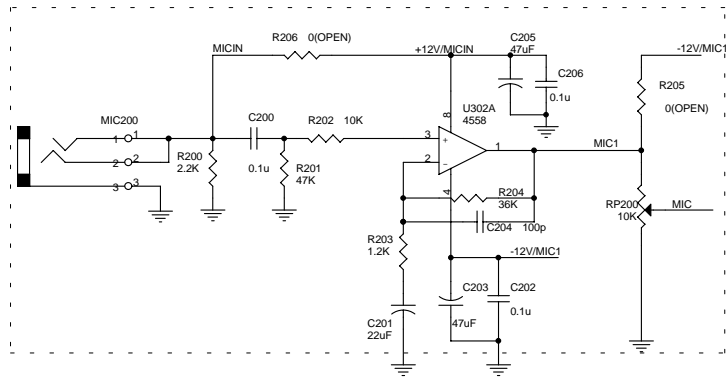 R206 0(OPEN)
MICIN
+12V/MICIN
C205
47uF
C206
0.1u
-12V/MIC1
R205
0(OPEN)
MIC200
1 1
2 2
3 3
R200
2.2K
C200
0.1u
R201
47K
R202 10K
U302A
4558
8
3
+
2
-
1
4
MIC1
R204
36K
C204 100p
R203
1.2K
RP200
10K
MIC
-12V/MIC1
C201
22uF
C203
47uF
C202
0.1u